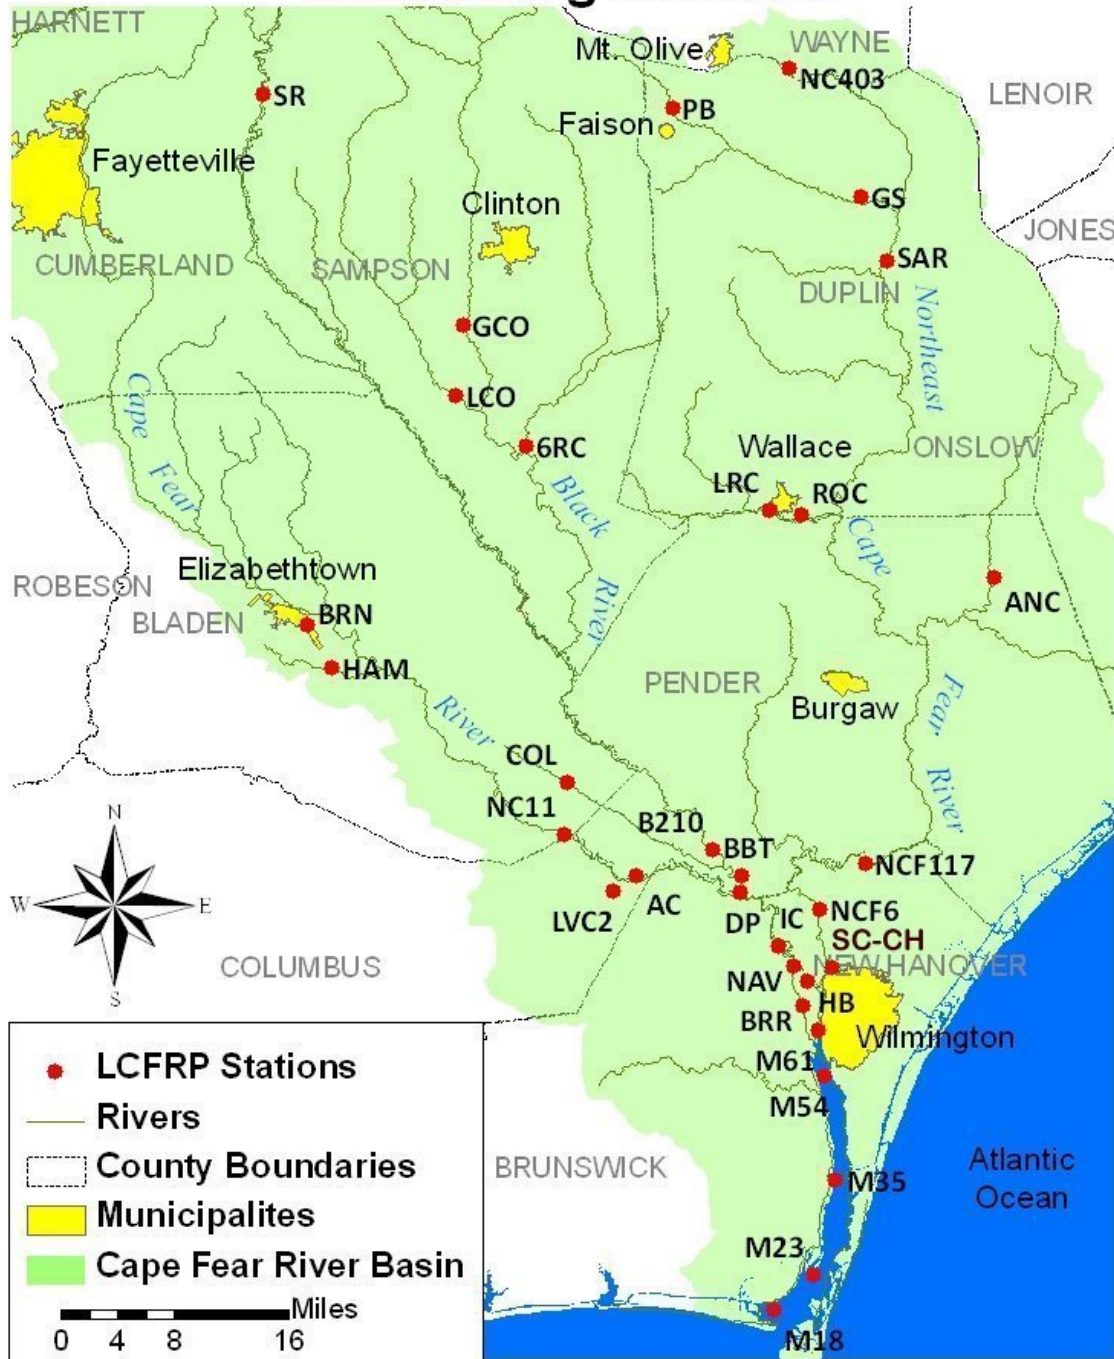 HARNETT
Mt. Olive
WAYNE
NC403
LENOIR
SR
PB
Faison
Fayetteville
GS
Clinton
JONES
CUMBERLAND
SAMPSON
SAR
DUPLIN
Northeast
GCO
Cape
LCO
6RC
Wallace
ONSLOW
Fear
Black
LRC
ROC
Cape
Elizabethtown
ROBESON
BLADEN
BRN
River
ANC
HAM
PENDER
Burgaw
Fear
River
COL
River
NC11
B210
BBT
NCF117
N
W
E
S
LVC2
AC
DP
IC
NCF6
SC-CH
COLUMBUS
NEW HANOVER
NAV
HB
BRR
Wilmington
M61
M54
LCFRP Stations
Rivers
County Boundaries
Municipalites
Cape Fear River Basin
Miles
0 4 8 16
BRUNSWICK
M35
Atlantic
Ocean
M23
M18